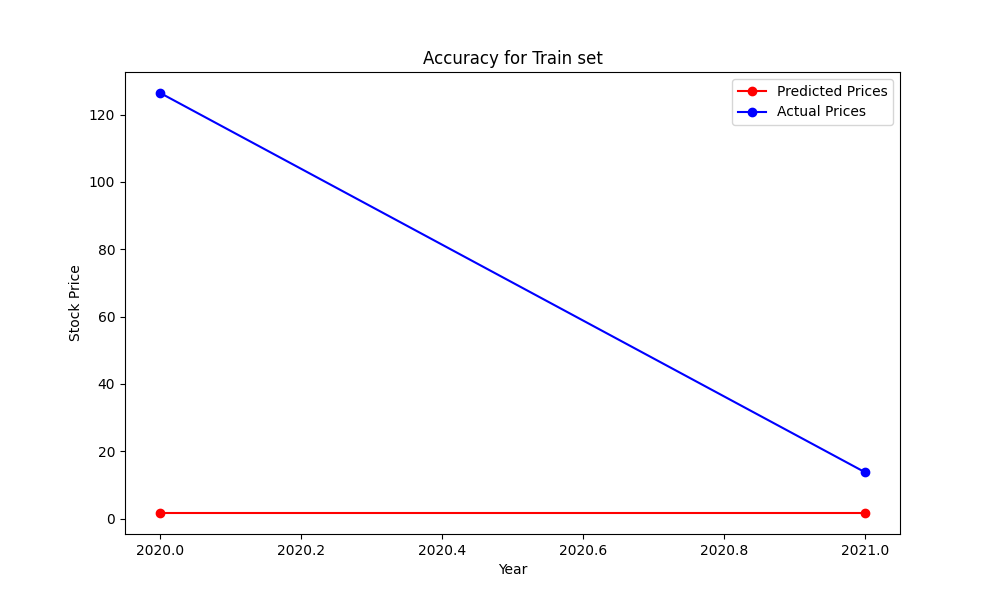 Accuracy for Train set
Predicted Prices
Actual Prices
Stock Price
120
100
80
60
40
20
0
2020.0 2020.2 2020.4 2020.6 2020.8 2021.0
Year